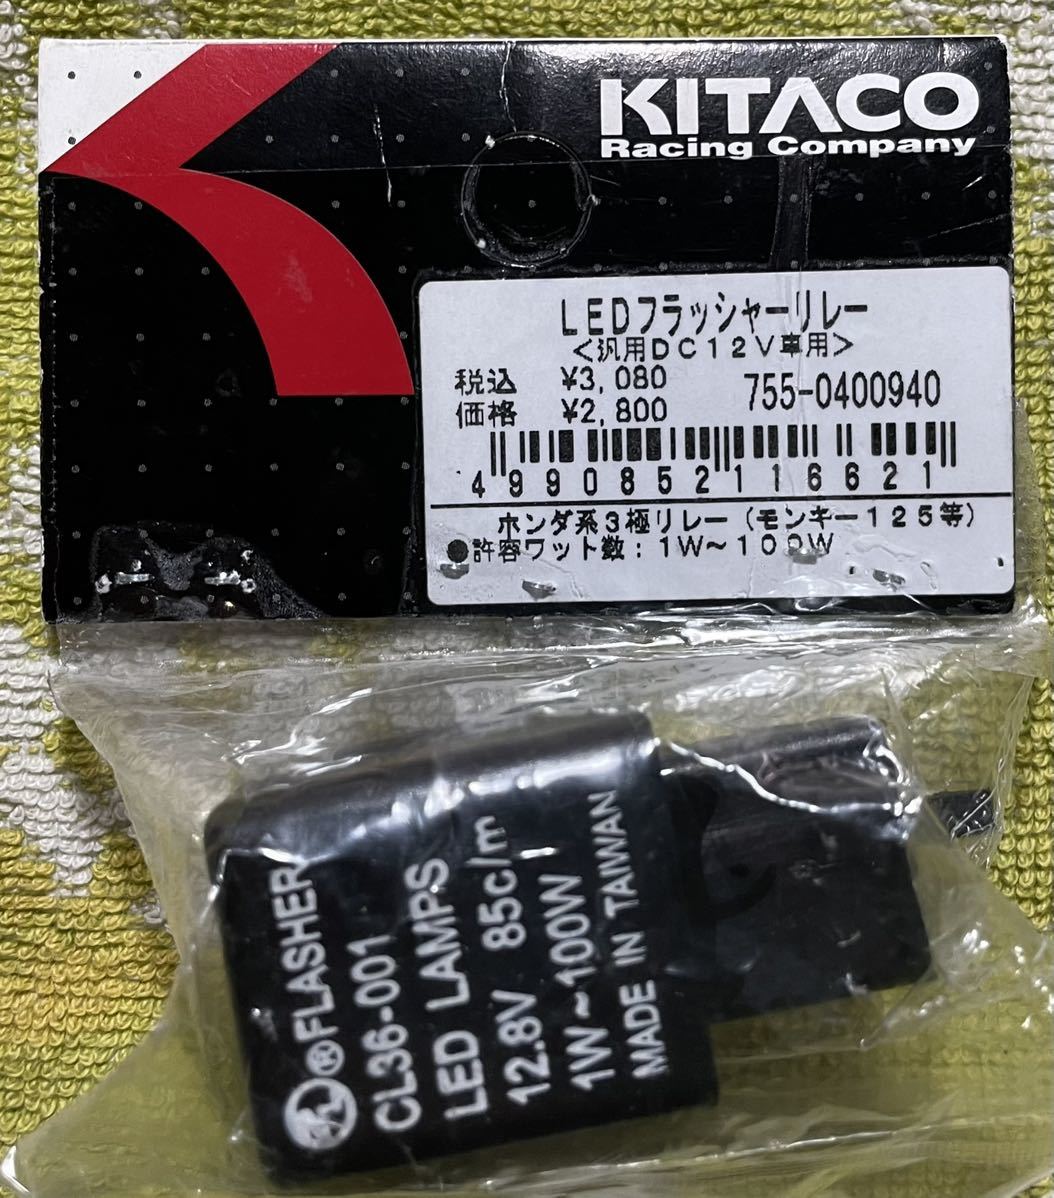 KITACO
Racing Company
LEDフラッシャーリレー
<汎用DC12V車用>
税込 ¥3,080
価格 ¥2,800
755-0400940
4990852116621
ホンダ系3極リレー(モンキー125等)
●許容ワット数:1W~100W
®FLASHER
CL36-001
LED LAMPS
12.8V 85c/m
1W~100W
MADE IN TAIWAN